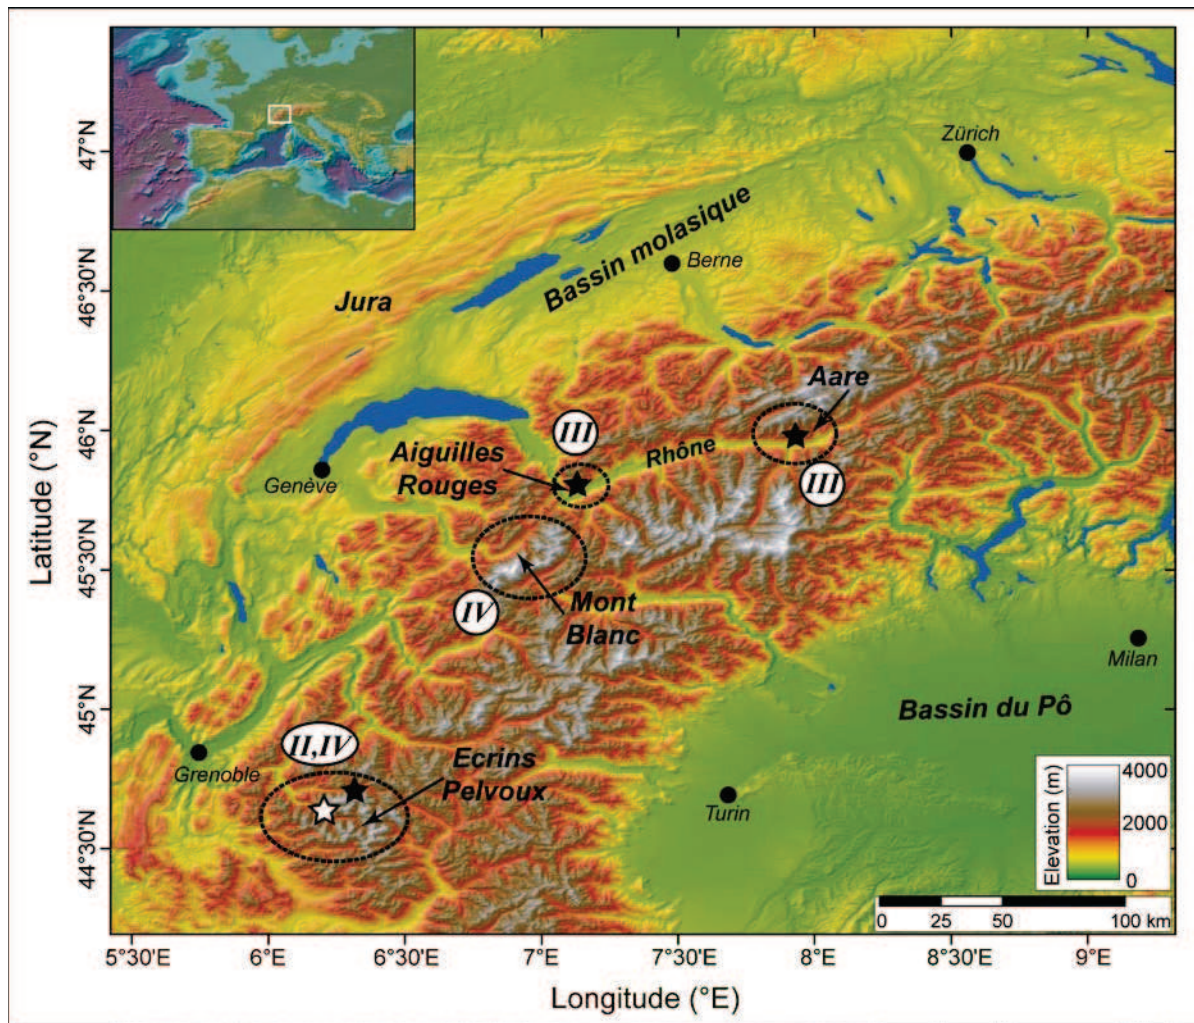 Zürich
47°N
Bassin molasique
Berne
46°30'N
Jura
Aare
III
46°N
Latitude (°N)
Aiguilles
Rouges
Rhône
Genève
III
45°30'N
Mont
Blanc
IV
Milan
45°N
Bassin du Pô
II,IV
Ecrins
Pelvoux
Grenoble
Turin
Elevation (m)
4000
2000
0
44°30'N
0 25 50 100 km
5°30'E 6°E 6°30'E 7°E 7°30'E 8°E 8°30'E 9°E
Longitude (°E)